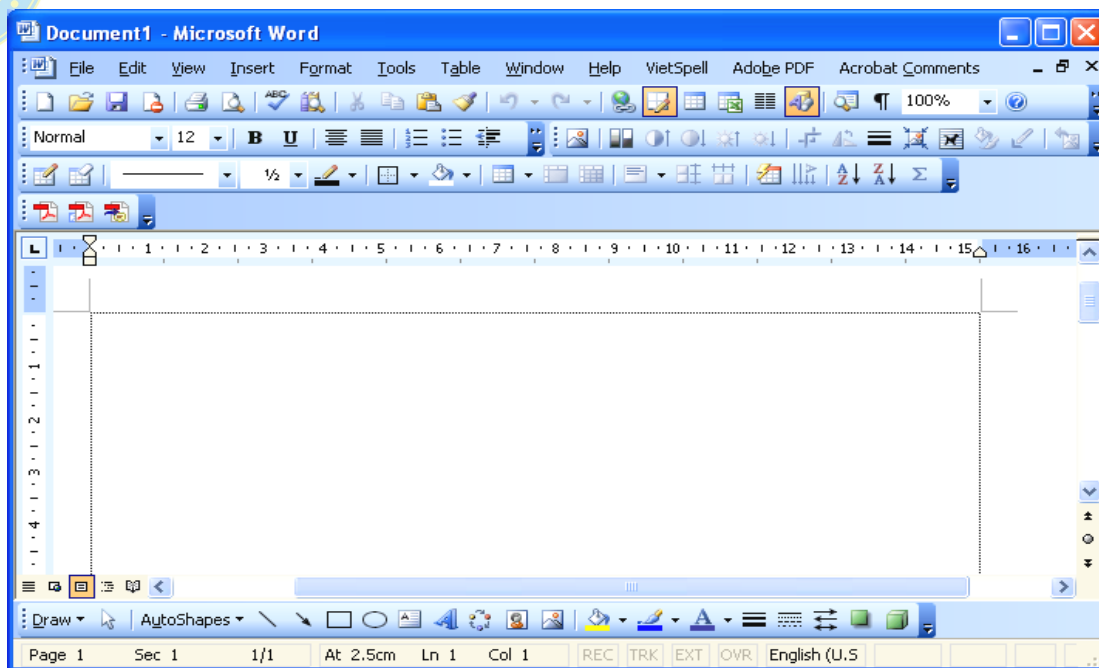 Document1 - Microsoft Word
File Edit View Insert Format Tools Table Window Help VietSpell Adobe PDF Acrobat Comments
ABC ¶ 100%
Normal 12 B U
½ A Z Z A Σ
L 1 2 3 4 5 6 7 8 9 10 11 12 13 14 15 16
1
2
3
4
Draw AutoShapes A A
Page 1 Sec 1 1/1 At 2.5cm Ln 1 Col 1 REC TRK EXT OVR English (U.S